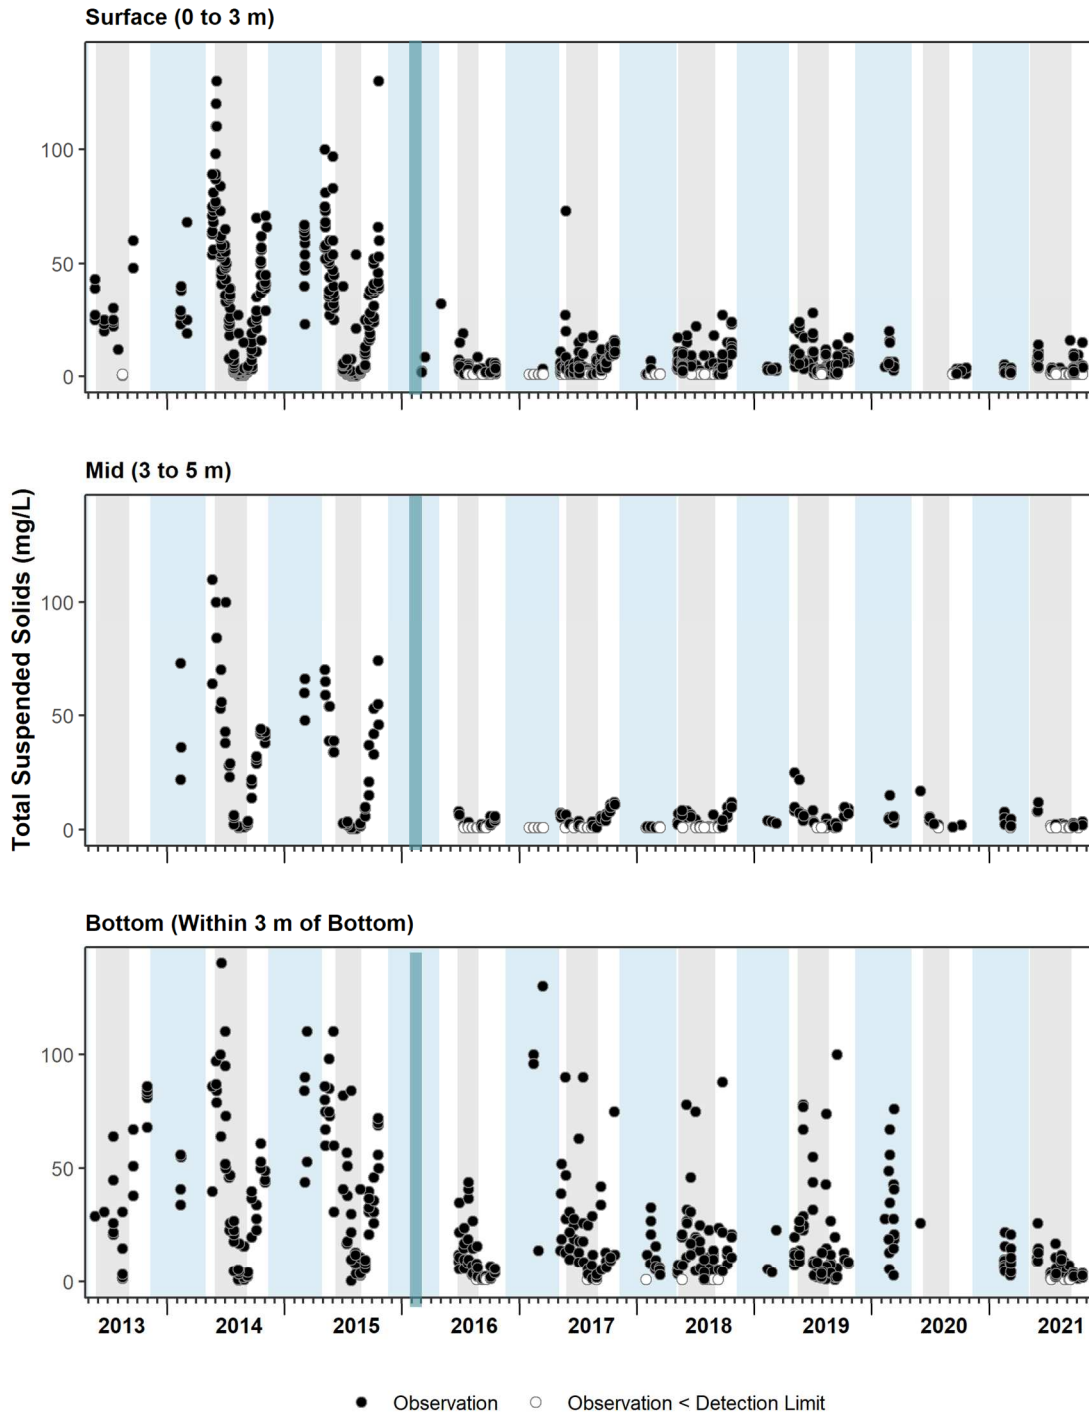 Surface (0 to 3 m)
100
50
0
Mid (3 to 5 m)
Total Suspended Solids (mg/L)
100
50
0
Bottom (Within 3 m of Bottom)
100
50
0
2013 2014 2015 2016 2017 2018 2019 2020 2021
Observation Observation < Detection Limit